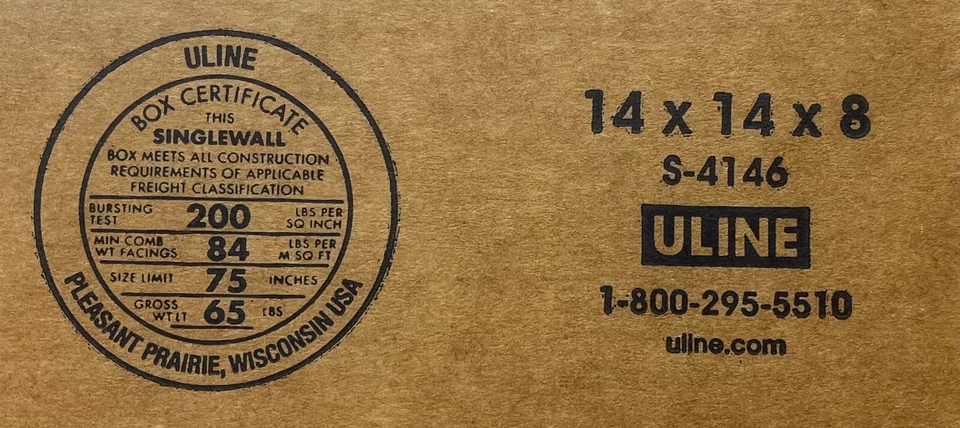 ULINE
BOX CERTIFICATE
THIS
SINGLEWALL
BOX MEETS ALL CONSTRUCTION
REQUIREMENTS OF APPLICABLE
FREIGHT CLASSIFICATION
BURSTING TEST 200 LBS PER SQ INCH
MIN COMB WT FACINGS 84 LBS PER M SQ FT
SIZE LIMIT 75 INCHES
GROSS WT LT 65 LBS
PLEASANT PRAIRIE, WISCONSIN USA
14 x 14 x 8
S-4146
ULINE
1-800-295-5510
uline.com